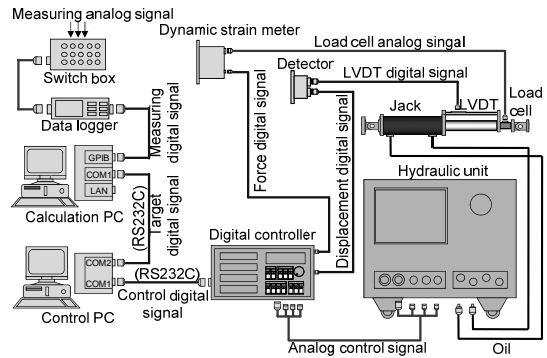 Measuring analog signal
Switch box
Data logger
Measuring
digital signal
GPIB
COM1
LAN
Calculation PC
(RS232C)
Target
digital signal
COM2
COM1
Control PC
(RS232C)
Control digital
signal
Dynamic strain meter
Force digital signal
Digital controller
Detector
Displacement digital signal
Load cell analog singal
LVDT digital signal
Jack
LVDT
Load
cell
Hydraulic unit
Analog control signal
Oil